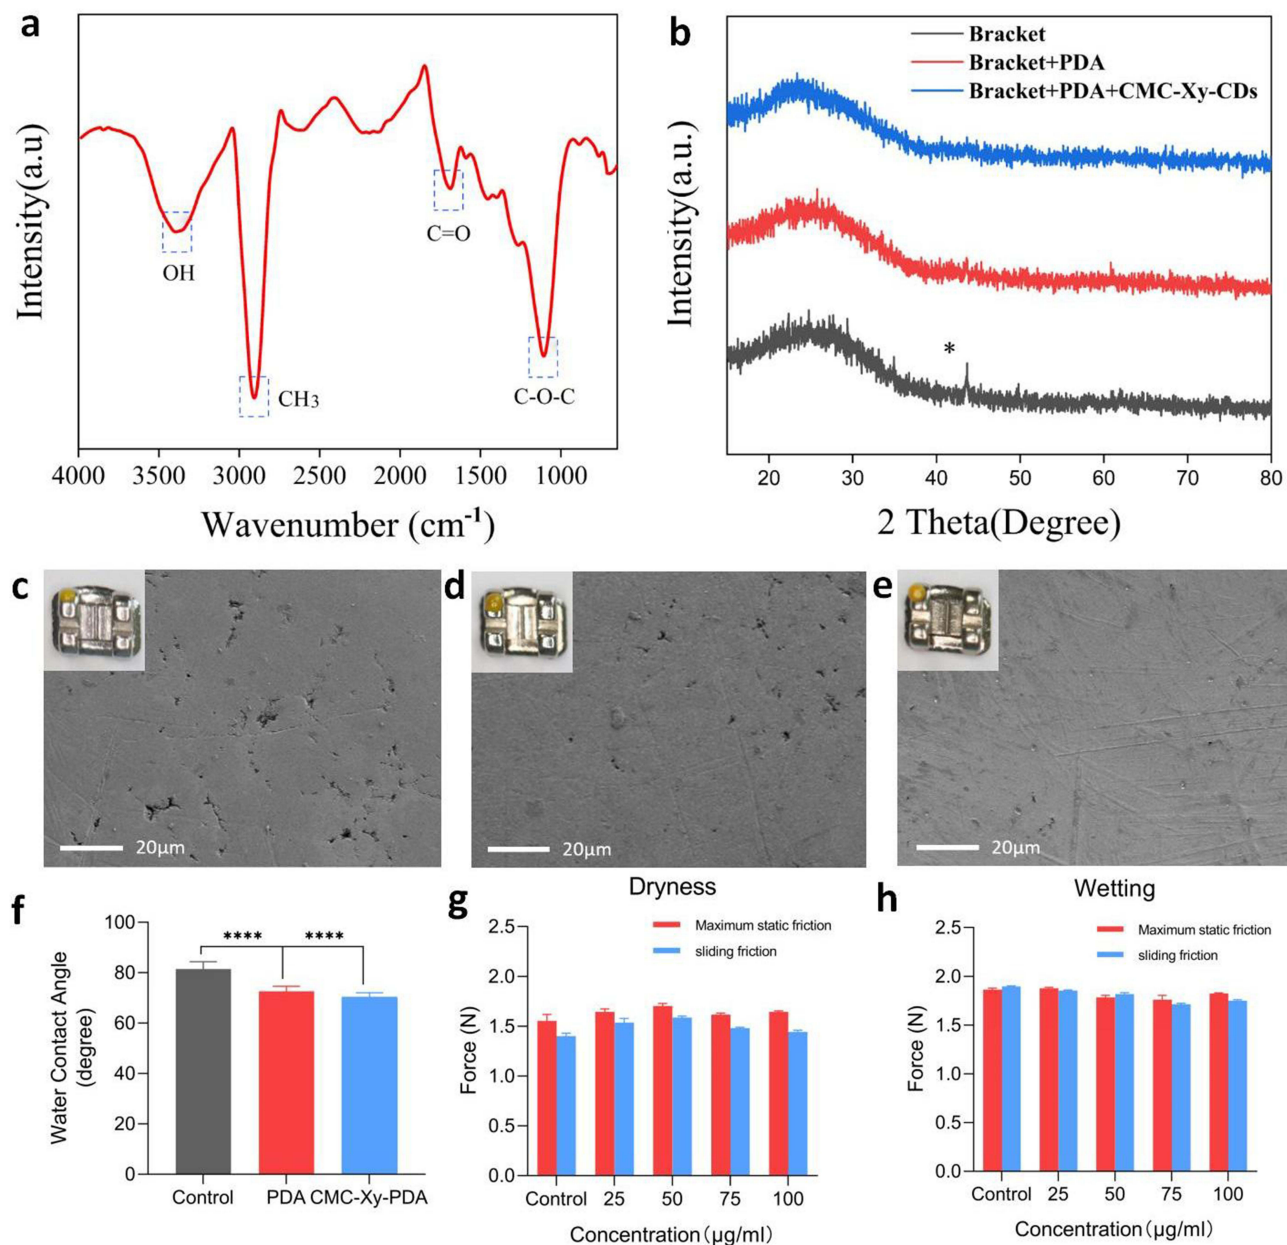 a
Intensity(a.u)
OH
CH3
C=O
C-O-C
4000 3500 3000 2500 2000 1500 1000
Wavenumber (cm-1)
b
Intensity(a.u.)
Bracket
Bracket+PDA
Bracket+PDA+CMC-Xy-CDs
*
20 30 40 50 60 70 80
2 Theta(Degree)
c
20μm
d
20μm
e
20μm
f
Water Contact Angle
(degree)
100
80
60
40
20
0
**** ****
Control PDA CMC-Xy-PDA
g
Dryness
Maximum static friction
sliding friction
Force (N)
2.5
2.0
1.5
1.0
0.5
0.0
Control 25 50 75 100
Concentration(μg/ml)
h
Wetting
Maximum static friction
sliding friction
Force (N)
2.5
2.0
1.5
1.0
0.5
0.0
Control 25 50 75 100
Concentration(μg/ml)